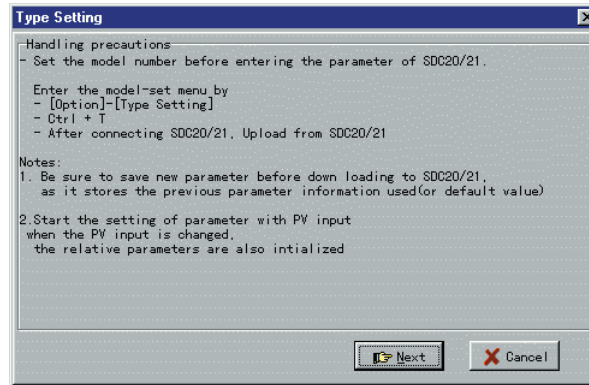 Type Setting
Handling precautions
- Set the model number before entering the parameter of SDC20/21.
Enter the model-set menu by
- [Option]-[Type Setting]
- Ctrl + T
- After connecting SDC20/21, Upload from SDC20/21
Notes:
1. Be sure to save new parameter before down loading to SDC20/21,
as it stores the previous parameter information used(or default value)
2.Start the setting of parameter with PV input
when the PV input is changed,
the relative parameters are also intialized
Next
Cancel